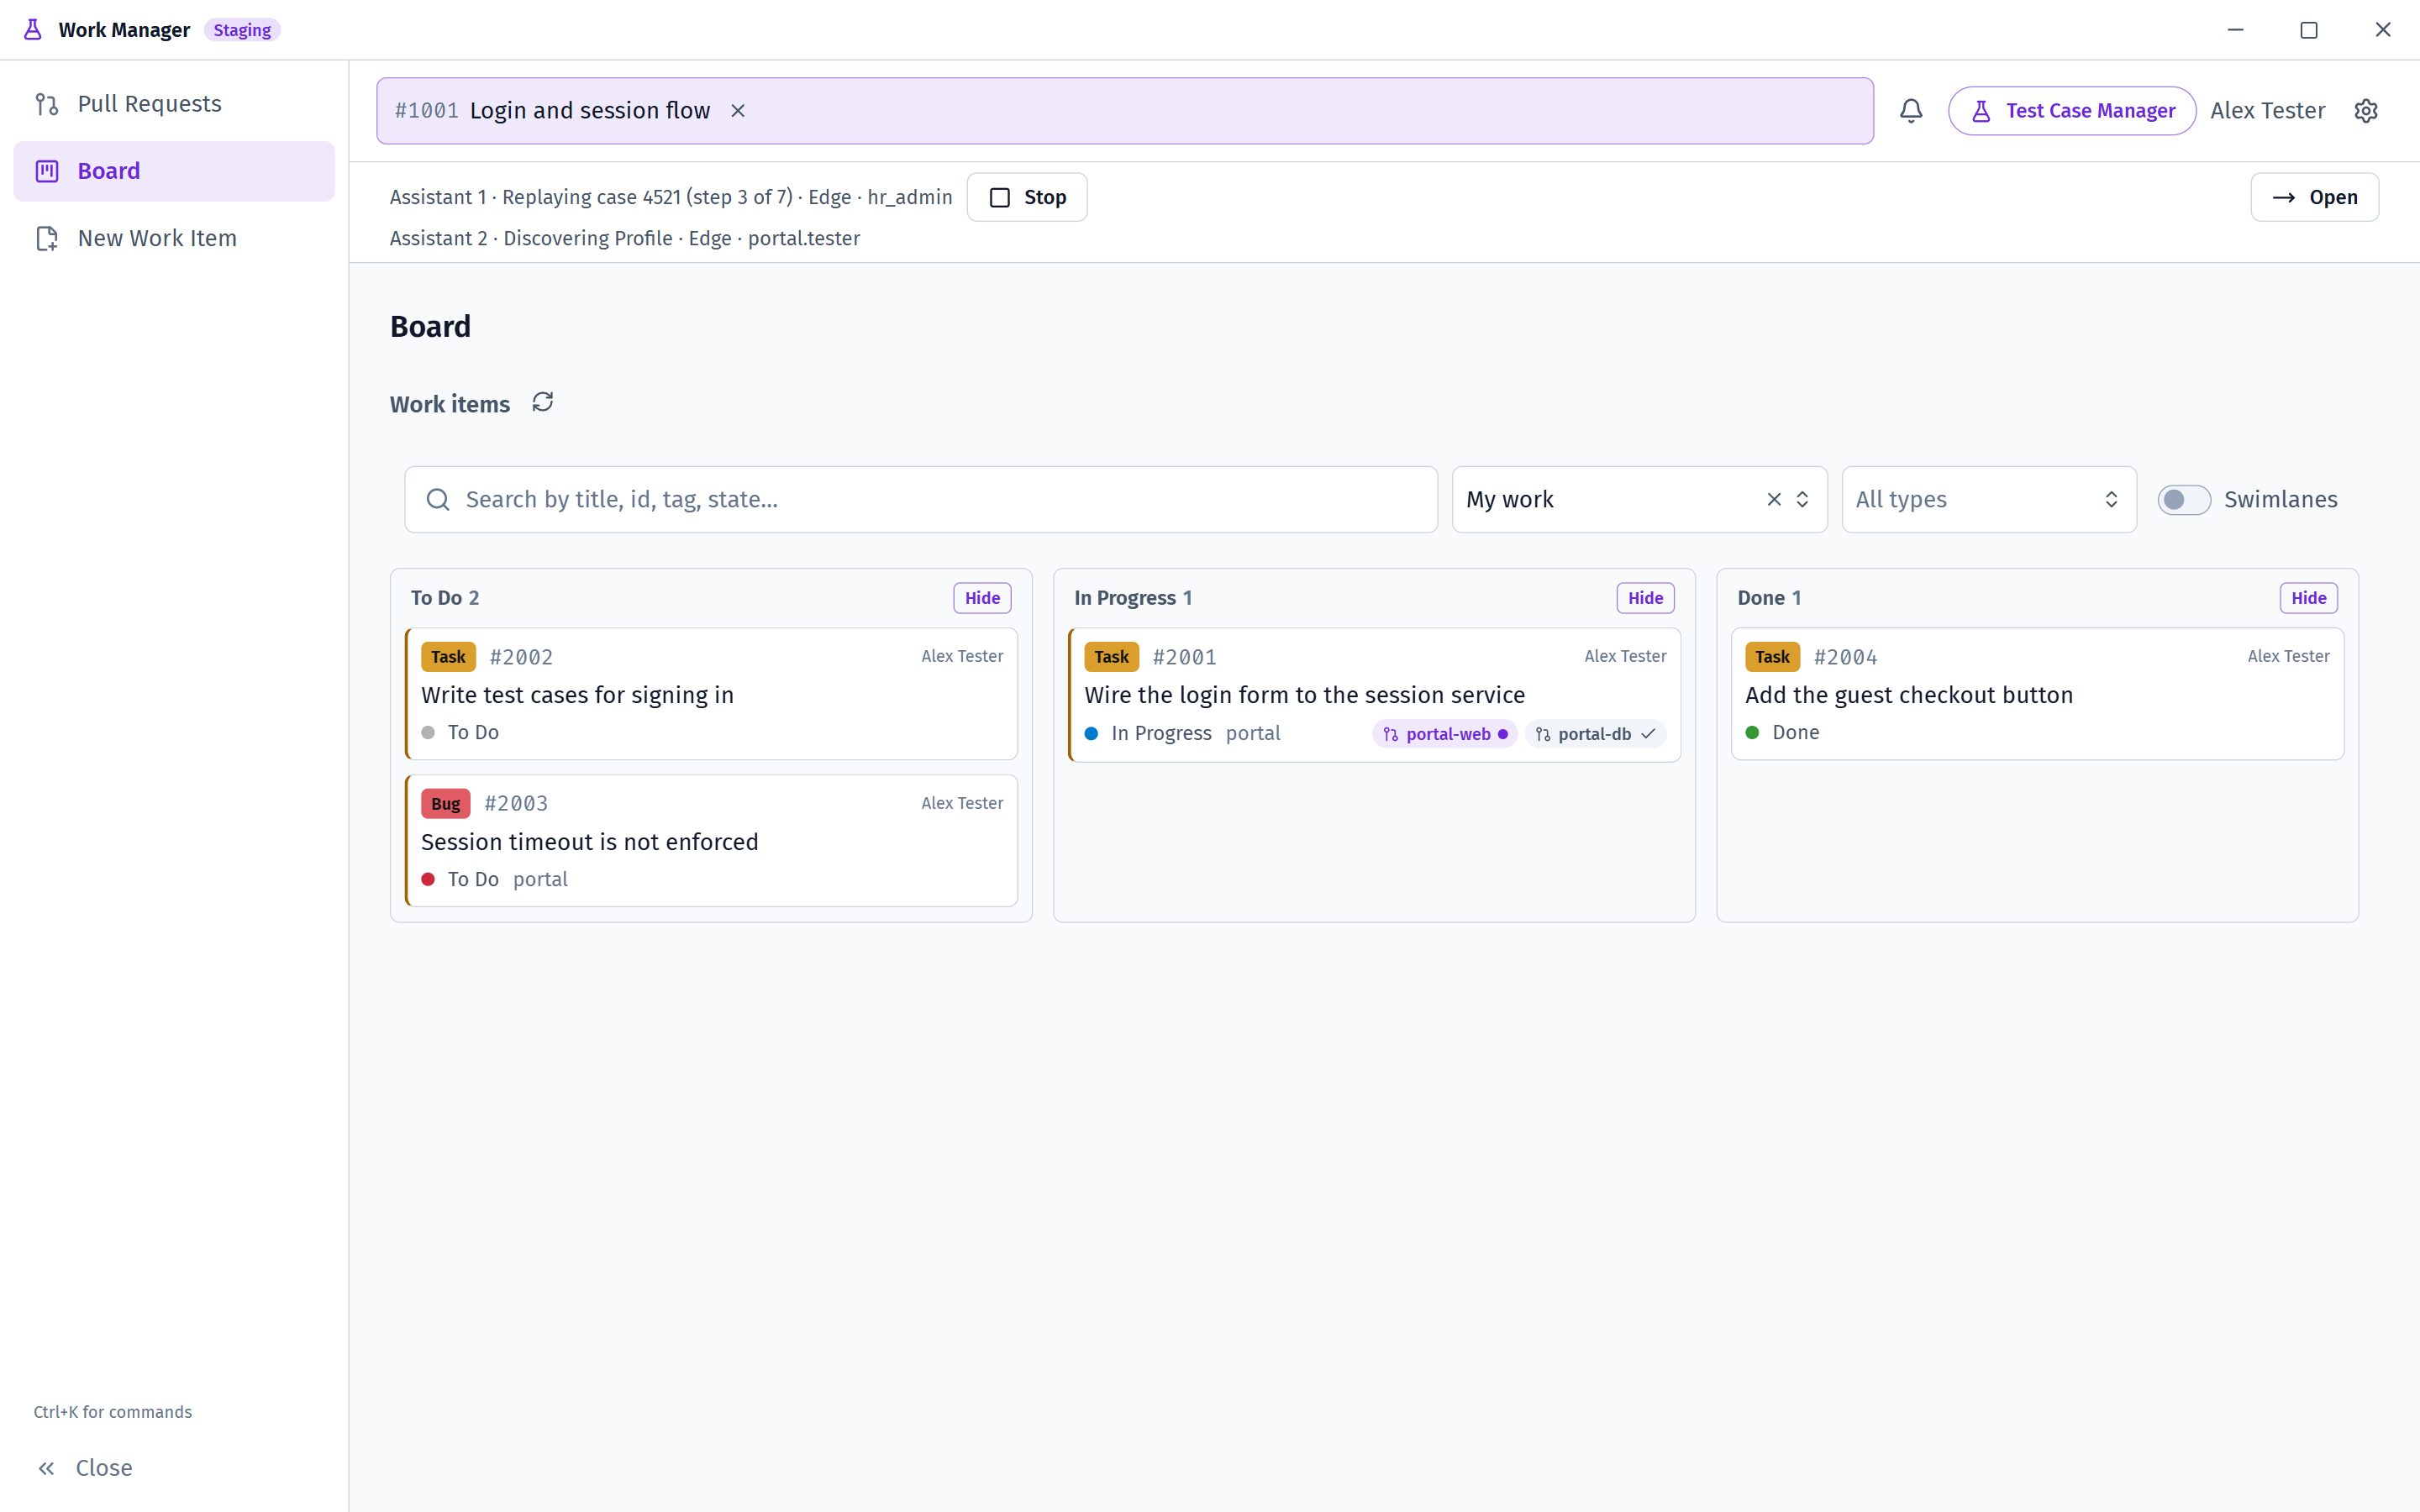 Work Manager Staging
Pull Requests
Board
New Work Item
Ctrl+K for commands
Close
#1001 Login and session flow
Test Case Manager
Alex Tester
Assistant 1 · Replaying case 4521 (step 3 of 7) · Edge · hr_admin
Stop
Open
Assistant 2 · Discovering Profile · Edge · portal.tester
Board
Work items
Search by title, id, tag, state...
My work
All types
Swimlanes
To Do 2
Hide
Task #2002 Alex Tester
Write test cases for signing in
To Do
Bug #2003 Alex Tester
Session timeout is not enforced
To Do portal
In Progress 1
Hide
Task #2001 Alex Tester
Wire the login form to the session service
In Progress portal portal-web portal-db
Done 1
Hide
Task #2004 Alex Tester
Add the guest checkout button
Done